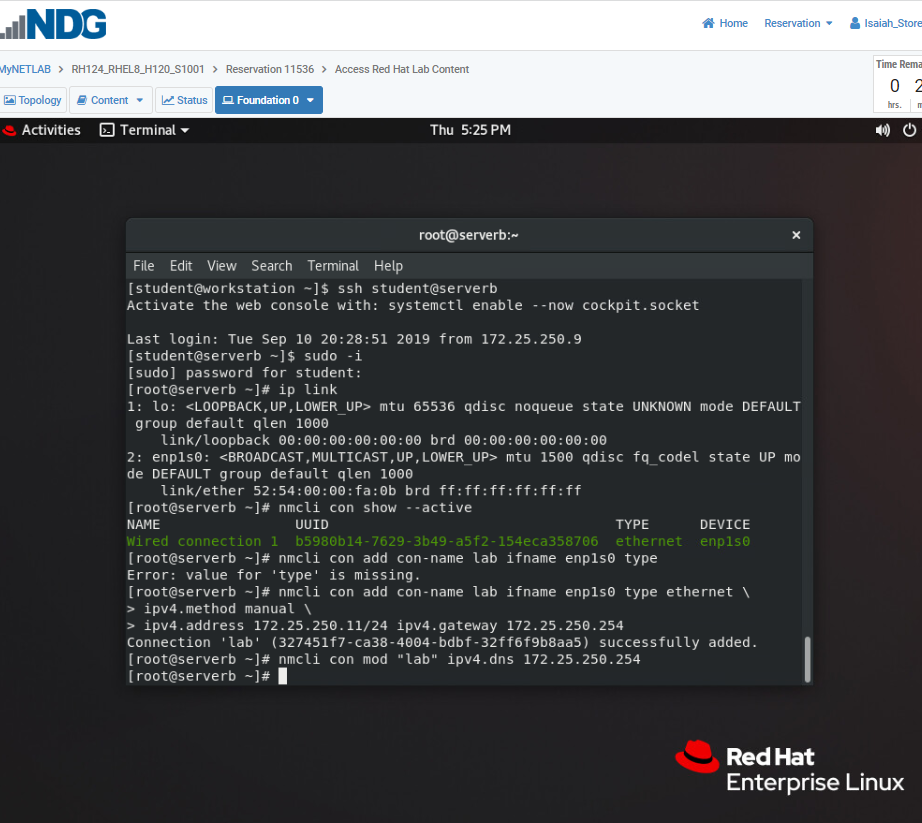 NDG
Home Reservation Isaiah_Store
MyNETLAB > RH124_RHEL8_H120_S1001 > Reservation 11536 > Access Red Hat Lab Content
Time Rema
0 2
hrs. m
Topology Content Status Foundation 0
Activities Terminal Thu 5:25 PM
root@serverb:~ ×
File Edit View Search Terminal Help
[student@workstation ~]$ ssh student@serverb
Activate the web console with: systemctl enable --now cockpit.socket
Last login: Tue Sep 10 20:28:51 2019 from 172.25.250.9
[student@serverb ~]$ sudo -i
[sudo] password for student:
[root@serverb ~]# ip link
1: lo: <LOOPBACK,UP,LOWER_UP> mtu 65536 qdisc noqueue state UNKNOWN mode DEFAULT
group default qlen 1000
link/loopback 00:00:00:00:00:00 brd 00:00:00:00:00:00
2: enp1s0: <BROADCAST,MULTICAST,UP,LOWER_UP> mtu 1500 qdisc fq_codel state UP mo
de DEFAULT group default qlen 1000
link/ether 52:54:00:00:fa:0b brd ff:ff:ff:ff:ff:ff
[root@serverb ~]# nmcli con show --active
NAME UUID TYPE DEVICE
Wired connection 1 b5980b14-7629-3b49-a5f2-154eca358706 ethernet enp1s0
[root@serverb ~]# nmcli con add con-name lab ifname enp1s0 type
Error: value for 'type' is missing.
[root@serverb ~]# nmcli con add con-name lab ifname enp1s0 type ethernet \
> ipv4.method manual \
> ipv4.address 172.25.250.11/24 ipv4.gateway 172.25.250.254
Connection 'lab' (327451f7-ca38-4004-bdbf-32ff6f9b8aa5) successfully added.
[root@serverb ~]# nmcli con mod "lab" ipv4.dns 172.25.250.254
[root@serverb ~]#
Red Hat
Enterprise Linux